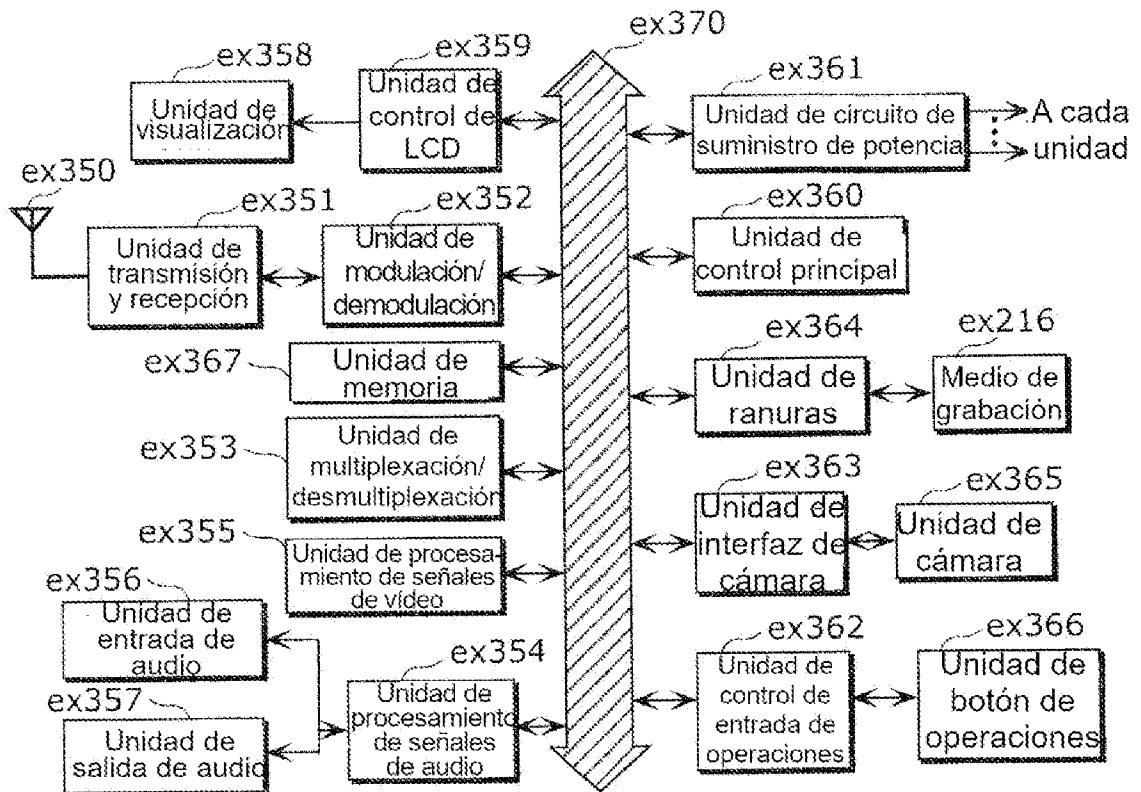 ex358
Unidad de
visualización
ex359
Unidad de
control de
LCD
ex370
ex361
Unidad de círcuito de
suministro de potencia
A cada
unidad
ex350
ex351
Unidad de
transmisión
y recepción
ex352
Unidad de
modulación/
demodulación
ex360
Unidad de
control principal
ex367
Unidad de
memoria
ex364
Unidad de
ranuras
ex216
Medio de
grabación
ex353
Unidad de
multiplexación/
desmultiplexación
ex363
Unidad de
interfaz de
cámara
ex365
Unidad de
cámara
ex355
Unidad de procesa-
miento de señales
de vídeo
ex356
Unidad de
entrada de
audio
ex357
Unidad de
salida de audio
ex354
Unidad de
procesamiento
de señales
de audio
ex362
Unidad de
control de
entrada de
operaciones
ex366
Unidad de
botón de
operaciones